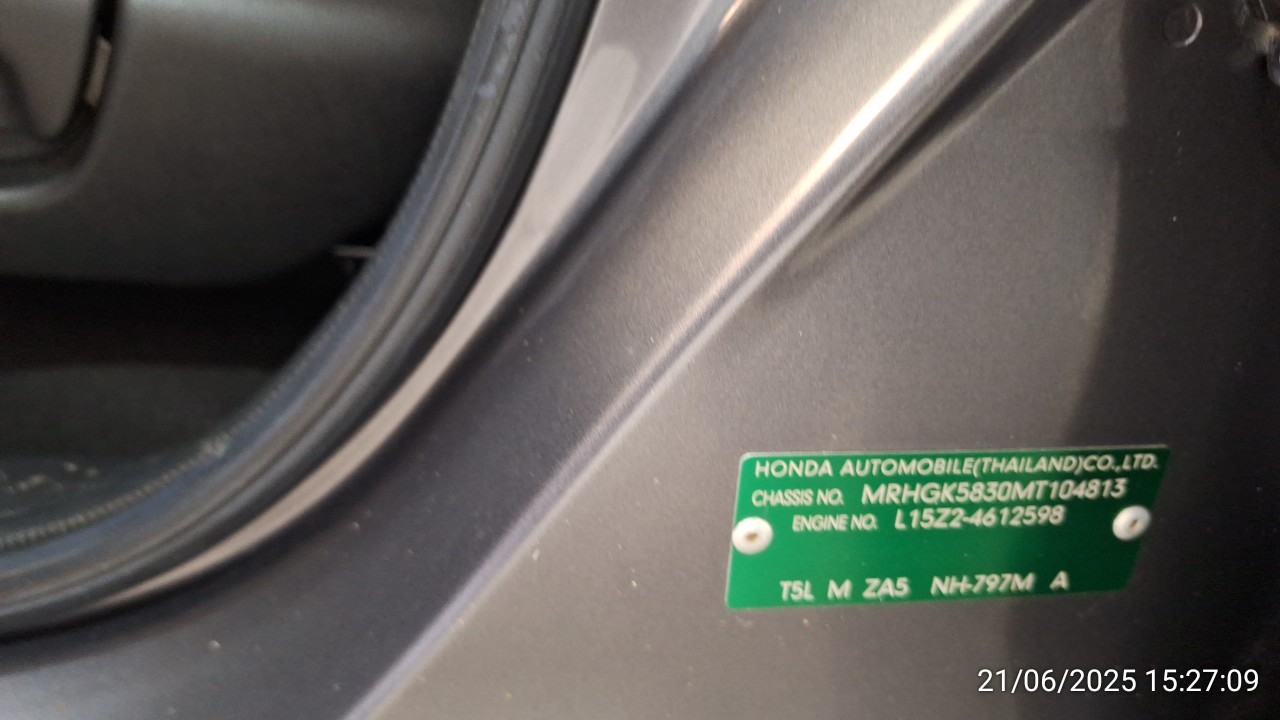 HONDA AUTOMOBILE(THAILAND)CO.,LTD.
CHASSIS NO. MRHGK5830MT104813
ENGINE NO. L15Z2-4612598
T5L M ZA5 NH-797M A
21/06/2025 15:27:09